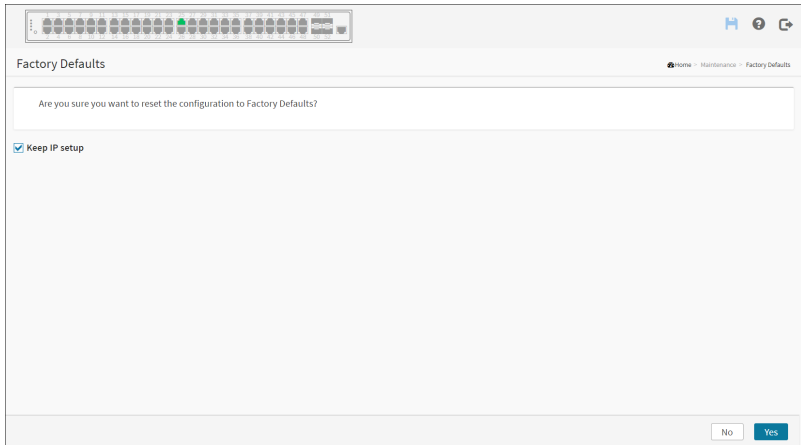 Factory Defaults
Home > Maintenance > Factory Defaults
Are you sure you want to reset the configuration to Factory Defaults?
Keep IP setup
No
Yes